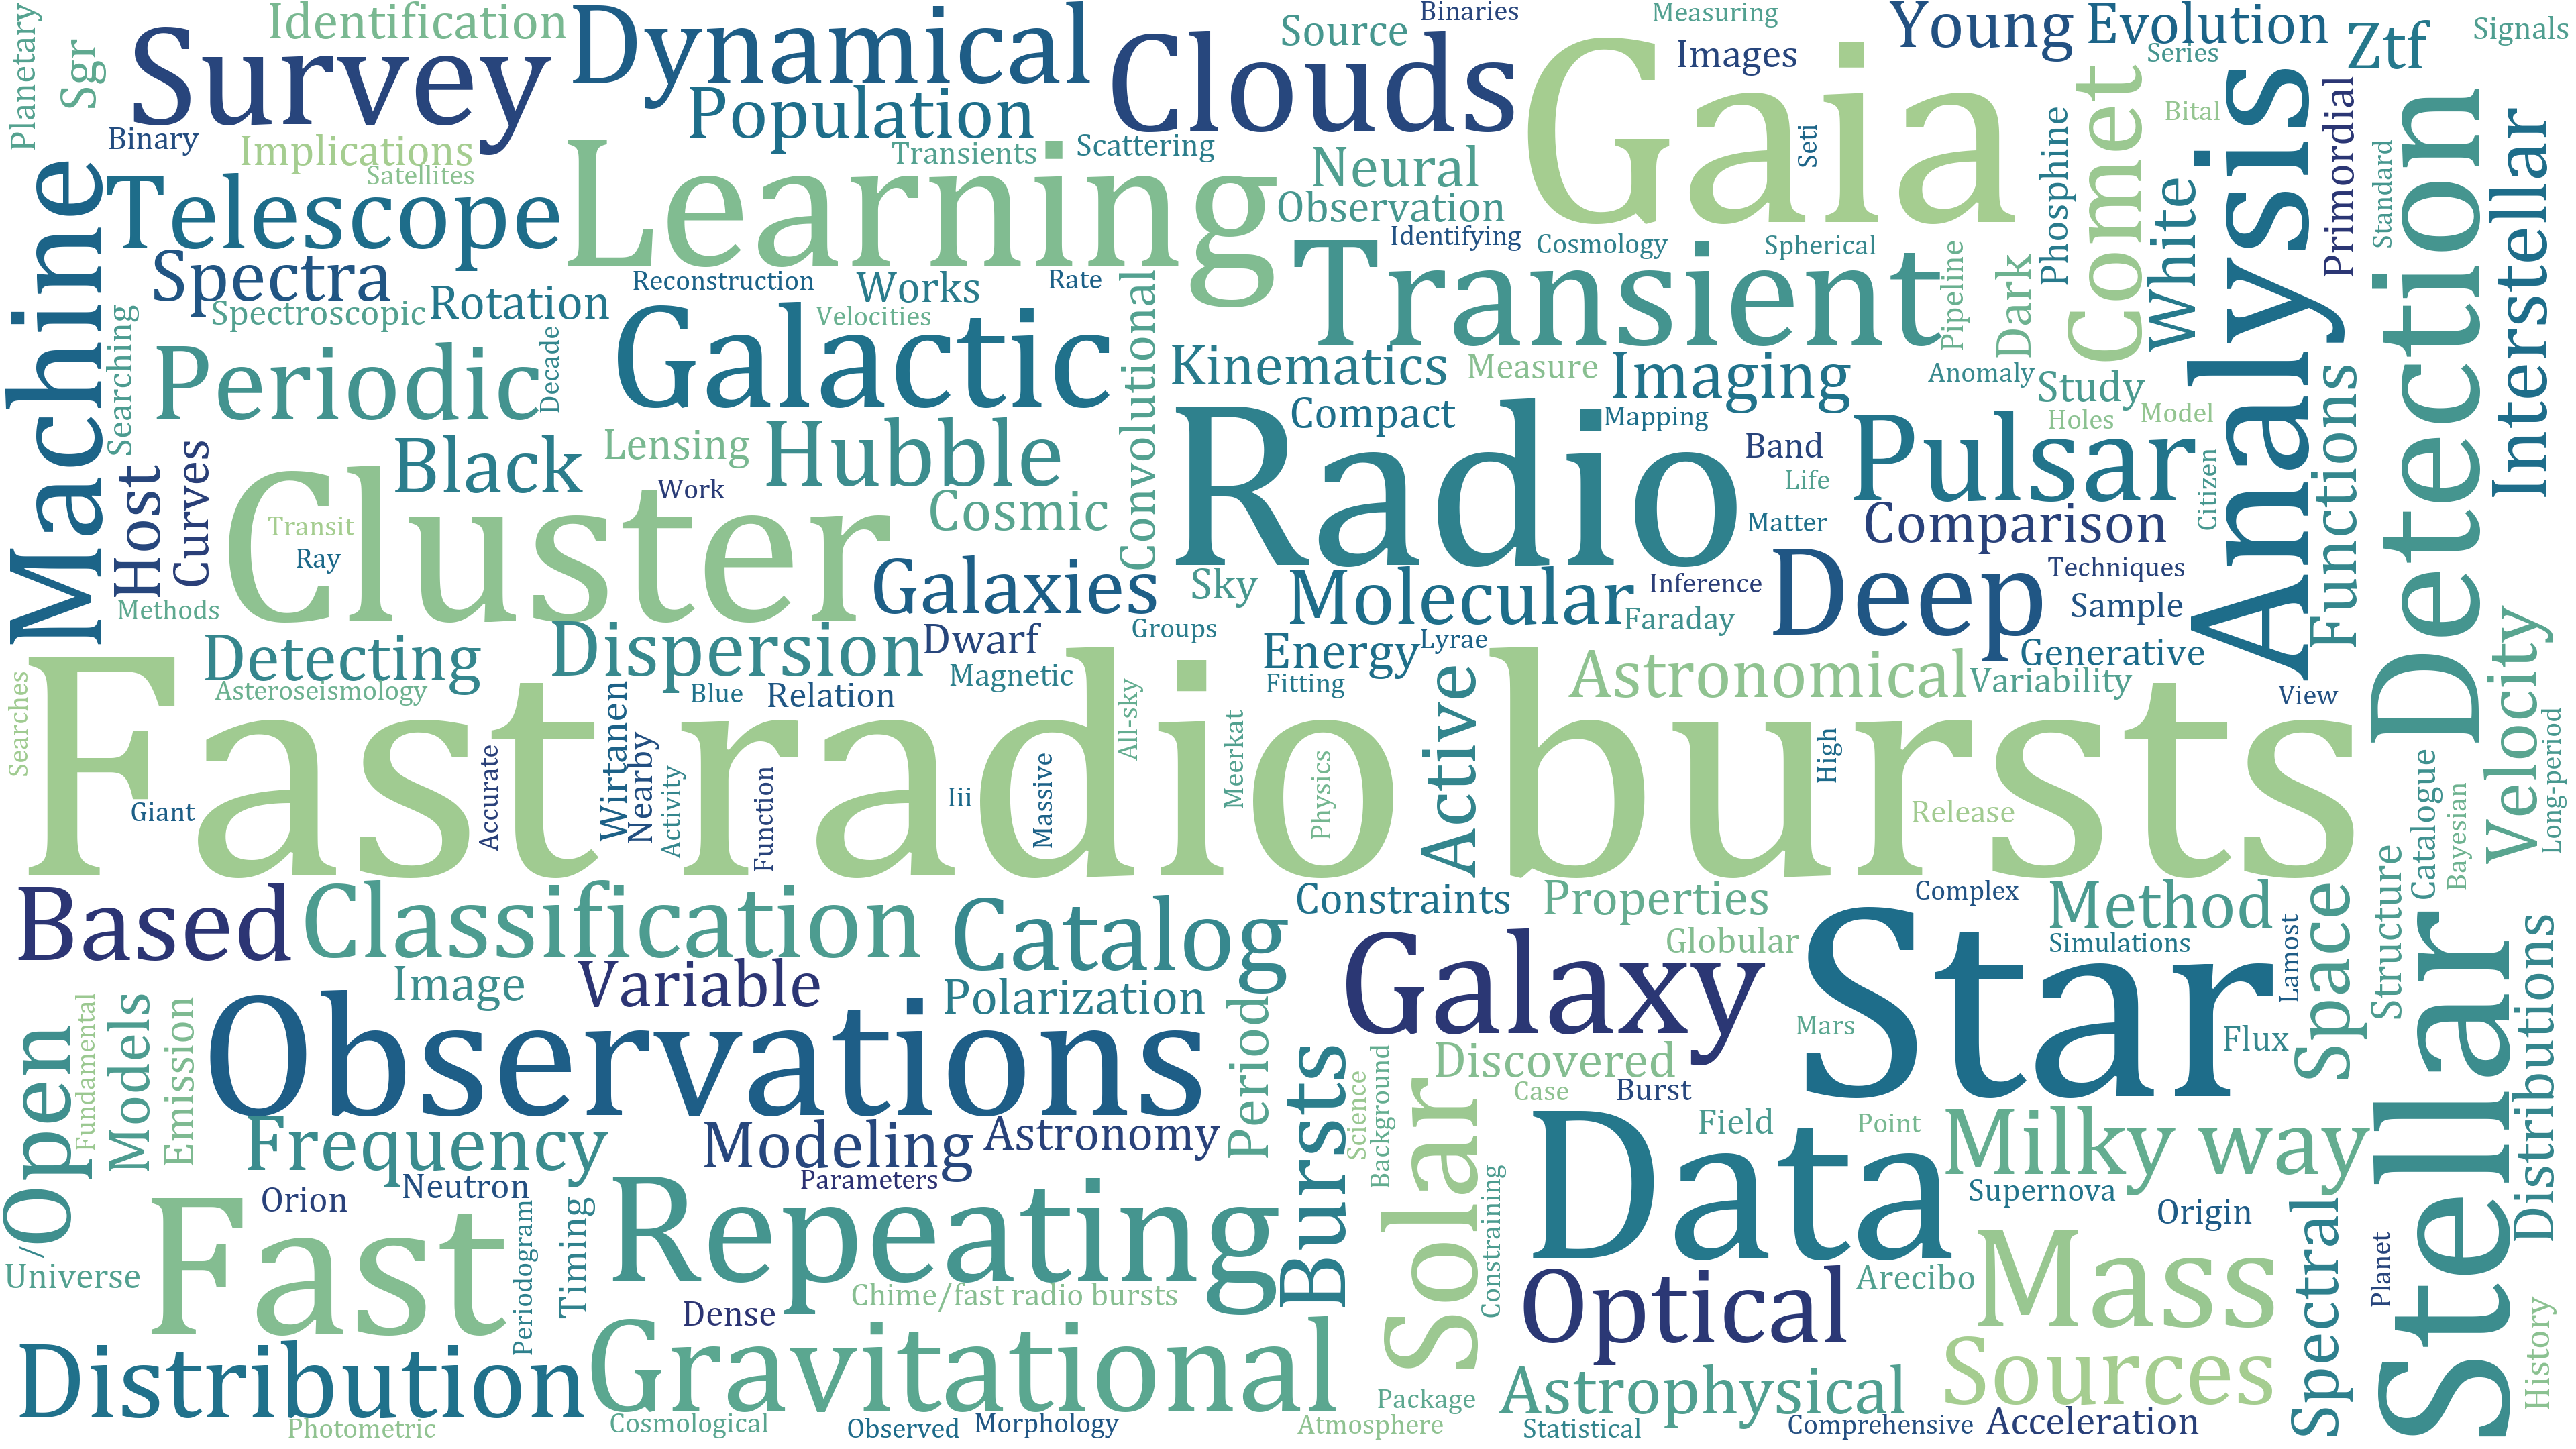 Planetary
Sgr
Identification
Survey
Dynamical
Population
Clouds
Source
Binaries
Measuring
Images
Gaia
Young
Evolution
Series
Ztf
Signals
Binary
Implications
Satellites
Transients
Scattering
Neural
Observation
Identifying
Seti
Cosmology
Spherical
Phosphine
Comet
Bital
White
Analysis
Primordial
Standard
Detection
Interstellar
Machine
Telescope
Learning
Spectra
Spectroscopic
Rotation
Reconstruction
Works
Rate
Velocities
Transient
Pipeline
Dark
Searching
Periodic
Decade
Galactic
Convolutional
Kinematics
Measure
Imaging
Anomaly
Study
Holes
Model
Functions
Host
Curves
Black
Lensing
Hubble
Work
Cosmic
Radio
Compact
Mapping
Band
Life
Matter
Pulsar
Citizen
Comparison
Cluster
Transit
Ray
Methods
Galaxies
Sky
Molecular
Inference
Faraday
Deep
Techniques
Sample
Detecting
Asteroseismology
Dispersion
Dwarf
Groups
Magnetic
Blue
Relation
Energy
Lyrae
Fitting
Astronomical
Generative
Variability
View
Searches
Fast radio bursts
Giant
Accurate
Wirtanen
Nearby
Activity
Function
Iii
Massive
All-sky
Meerkat
Physics
Active
High
Release
Catalogue
Bayesian
Velocity
Long-period
Based
Classification
Catalog
Constraints
Properties
Complex
Method
Simulations
Globular
Image
Variable
Polarization
Galaxy
Star
Lamost
Space
Structure
Stellar
Distributions
Fundamental
Models
Emission
Open
Observations
Period
Mars
Flux
Discovered
Case
Burst
Bursts
Science
Background
Solar
Frequency
Modeling
Astronomy
Parameters
Data
Field
Point
Milky way
Supernova
Origin
Orion
Neutron
Universe
/
Fast
Periodogram
Timing
Repeating
Chime/fast radio bursts
Dense
Constraining
Optical
Arecibo
Mass
Spectral
Planet
Distribution
Photometric
Gravitational
Cosmological
Observed
Morphology
Atmosphere
Package
Astrophysical
Statistical
Sources
Comprehensive
Acceleration
History